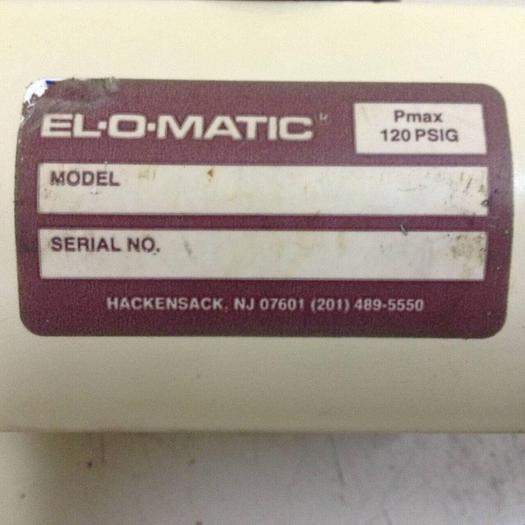 EL-O-MATIC
Pmax
120 PSIG
MODEL
SERIAL NO.
HACKENSACK, NJ 07601 (201) 489-5550